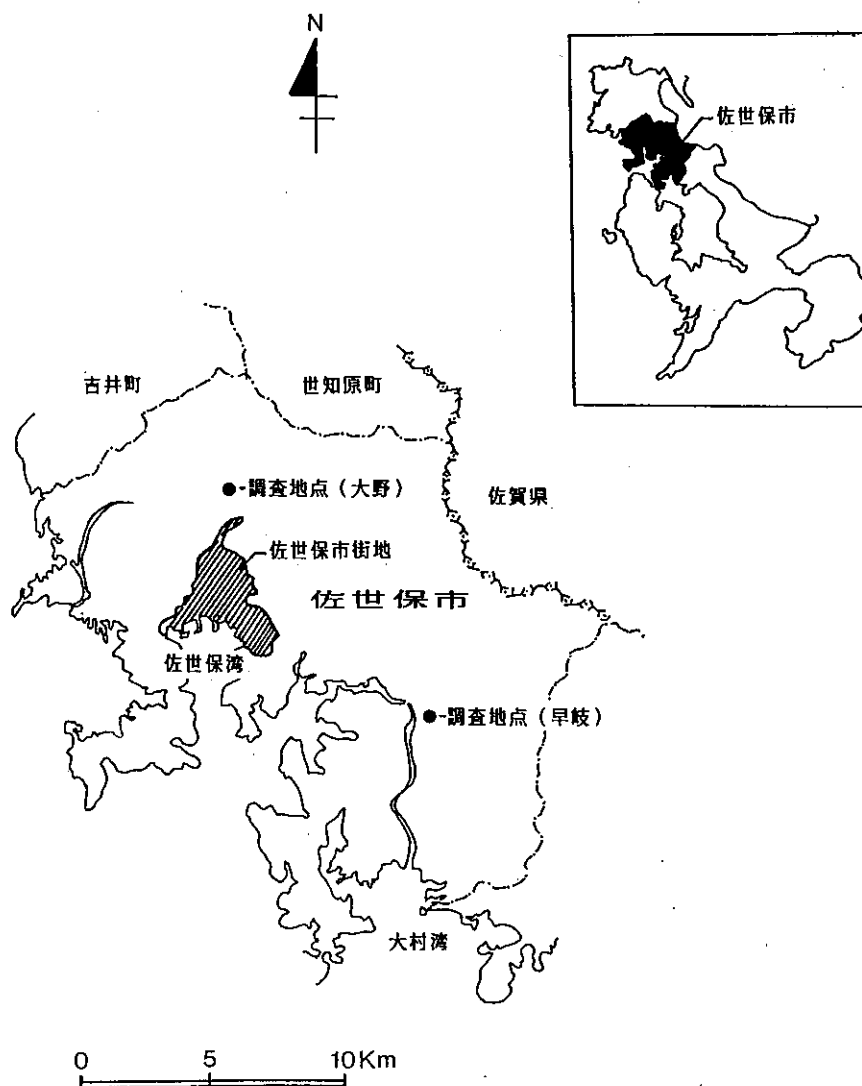 N
佐世保市
吉井町
世知原町
調査地点（大野）
佐賀県
佐世保市街地
佐世保市
佐世保湾
調査地点（早岐）
大村湾
0 5 10Km